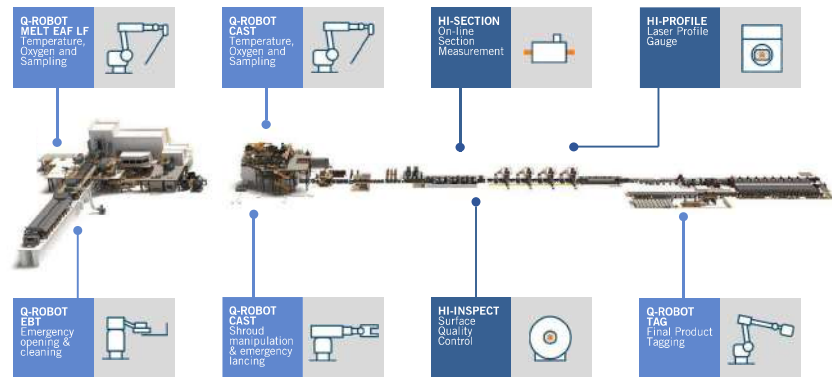 Q-ROBOT
MELT EAF LF
Temperature,
Oxygen and
Sampling
Q-ROBOT
CAST
Temperature,
Oxygen and
Sampling
HI-SECTION
On-line
Section
Measurement
HI-PROFILE
Laser Profile
Gauge
Q-ROBOT
EBT
Emergency
opening &
cleaning
Q-ROBOT
CAST
Shroud
manipulation
& emergency
lancing
HI-INSPECT
Surface
Quality
Control
Q-ROBOT
TAG
Final Product
Tagging